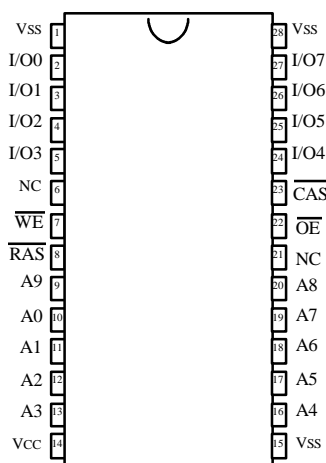 Vss 1 28 Vss
I/O0 2 27 I/O7
I/O1 3 26 I/O6
I/O2 4 25 I/O5
I/O3 5 24 I/O4
NC 6 23 CAS
WE 7 22 OE
RAS 8 21 NC
A9 9 20 A8
A0 10 19 A7
A1 11 18 A6
A2 12 17 A5
A3 13 16 A4
Vcc 14 15 Vss